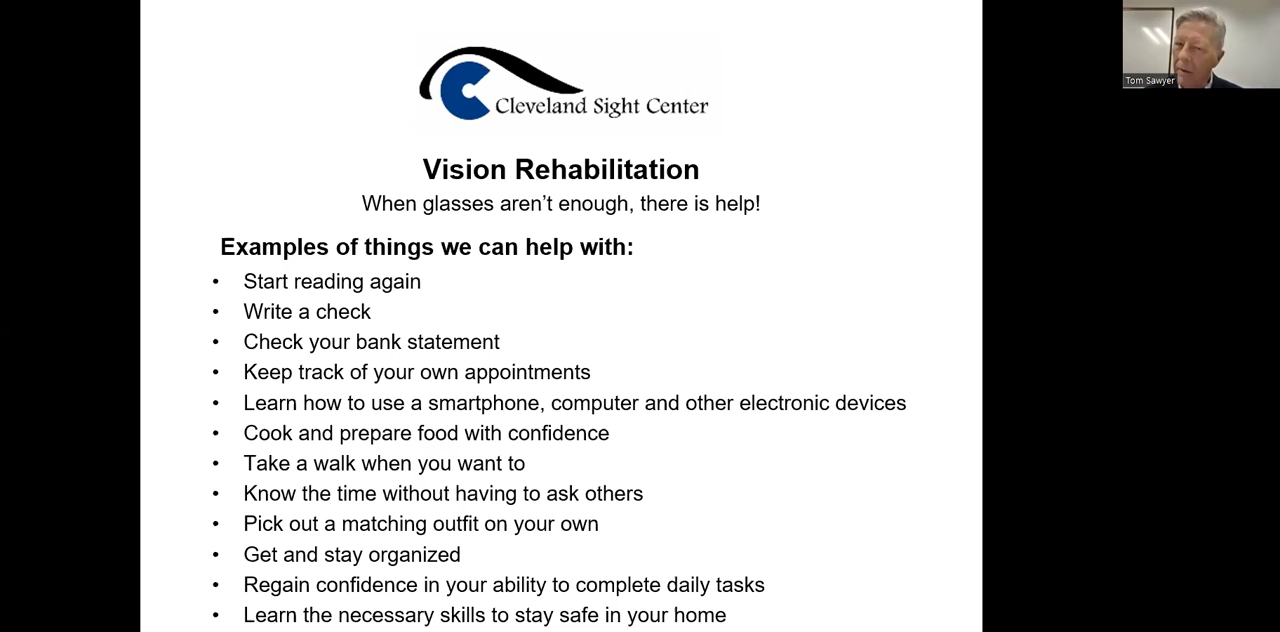 Cleveland Sight Center
Tom Sawyer
Vision Rehabilitation
When glasses aren't enough, there is help!
Examples of things we can help with:
• Start reading again
• Write a check
• Check your bank statement
• Keep track of your own appointments
• Learn how to use a smartphone, computer and other electronic devices
• Cook and prepare food with confidence
• Take a walk when you want to
• Know the time without having to ask others
• Pick out a matching outfit on your own
• Get and stay organized
• Regain confidence in your ability to complete daily tasks
• Learn the necessary skills to stay safe in your home